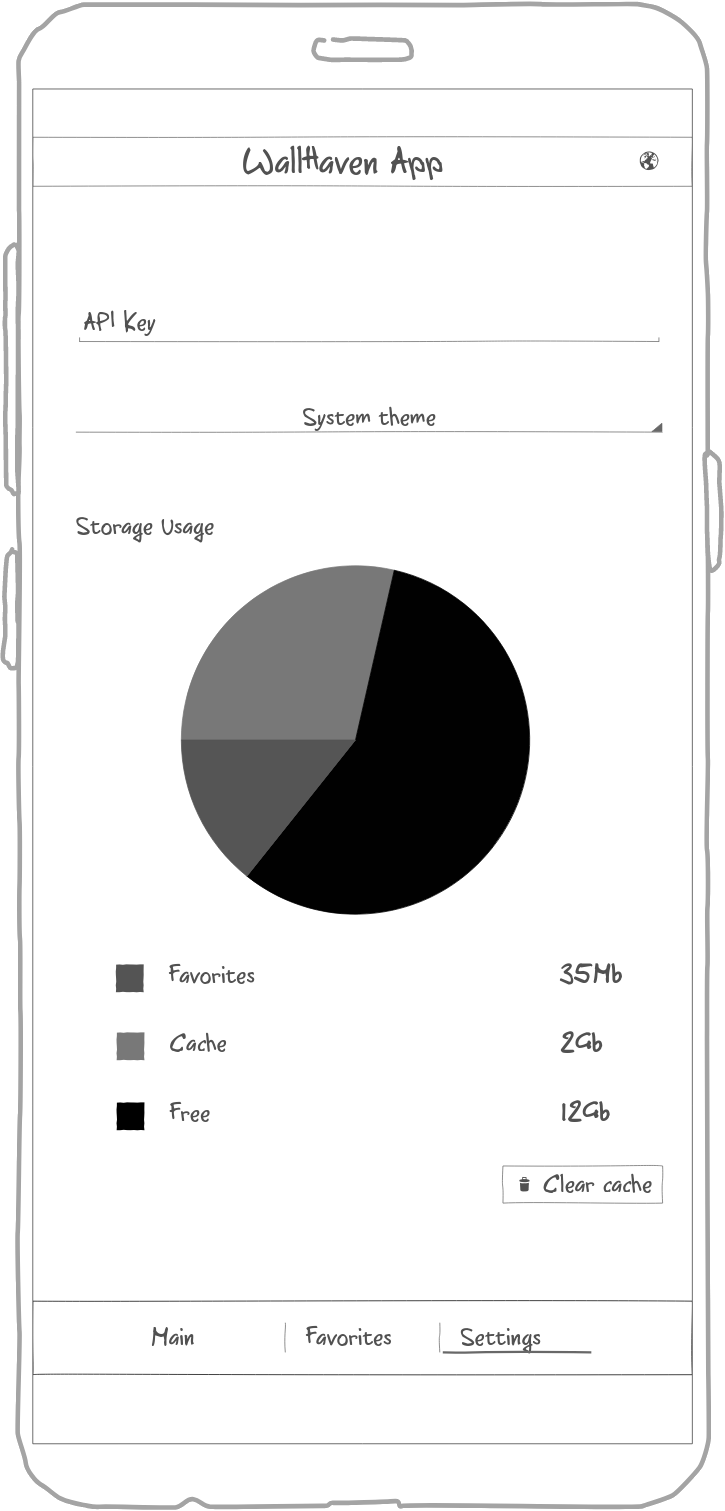 WallHaven App
API Key
System theme
Storage Usage
Favorites 35Mb
Cache 2Gb
Free 12Gb
Clear cache
Main Favorites Settings